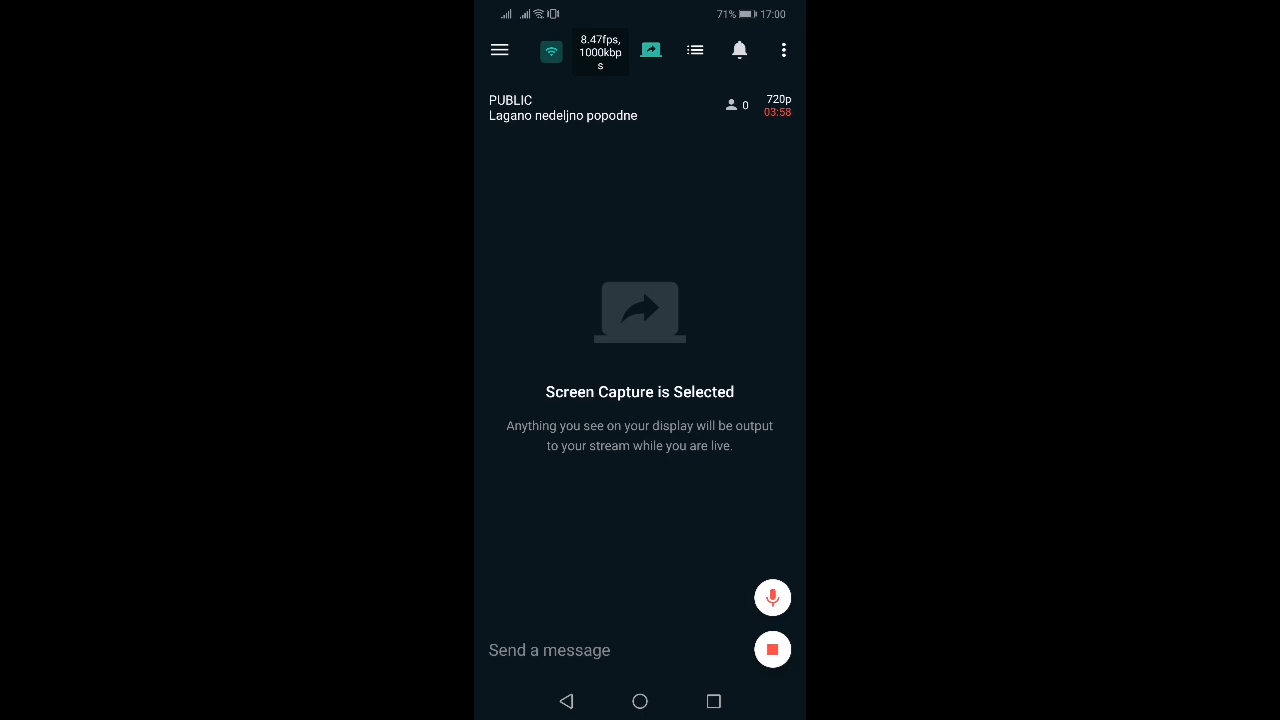 71% 17:00
8.47fps,
1000kbp
s
PUBLIC
Lagano nedeljno popodne
0
720p
03:58
Screen Capture is Selected
Anything you see on your display will be output
to your stream while you are live.
Send a message